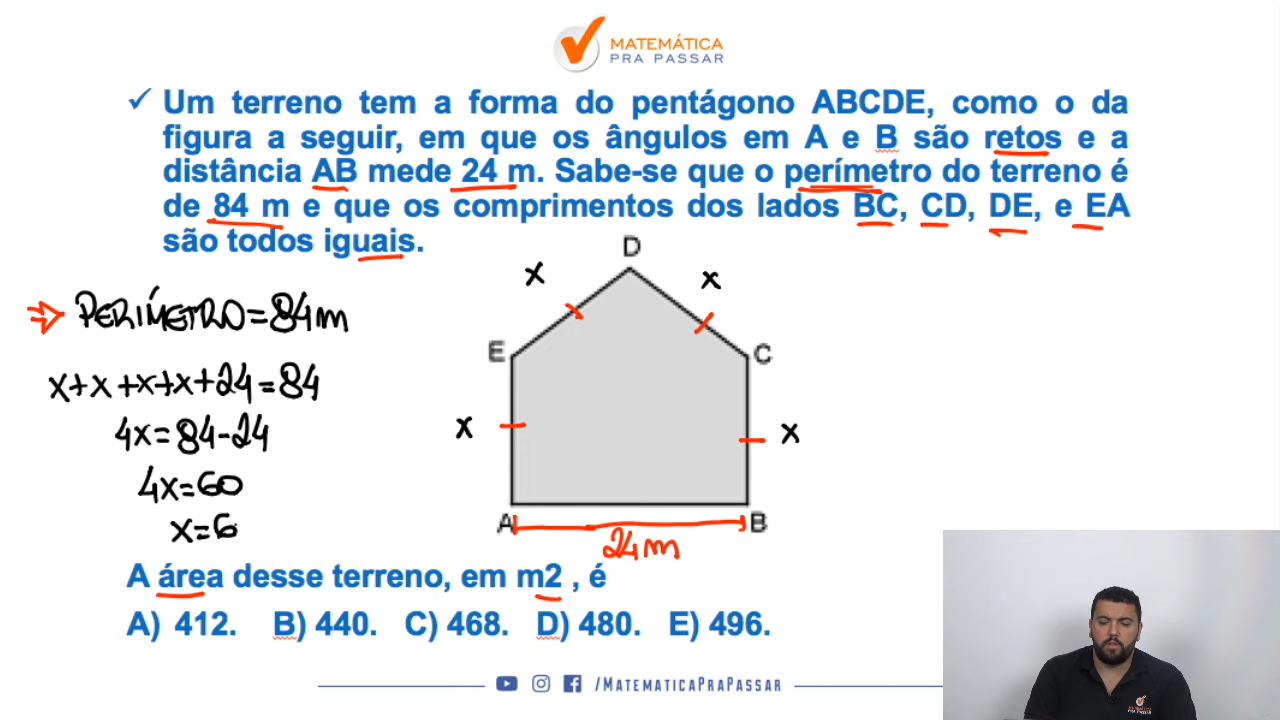 MATEMÁTICA
PRA PASSAR
✓ Um terreno tem a forma do pentágono ABCDE, como o da
figura a seguir, em que os ângulos em A e B são retos e a
distância AB mede 24 m. Sabe-se que o perímetro do terreno é
de 84 m e que os comprimentos dos lados BC, CD, DE, e EA
são todos iguais.
D
x x
⇒ PERÍMETRO=84m
E C
x+x+x+x+24=84
4x=84-24
x x
4x=60
x=6
A B
24m
A área desse terreno, em m2 , é
A) 412. B) 440. C) 468. D) 480. E) 496.
/MATEMATICAPRAPASSAR
MATEMÁTICA
PRA PASSAR